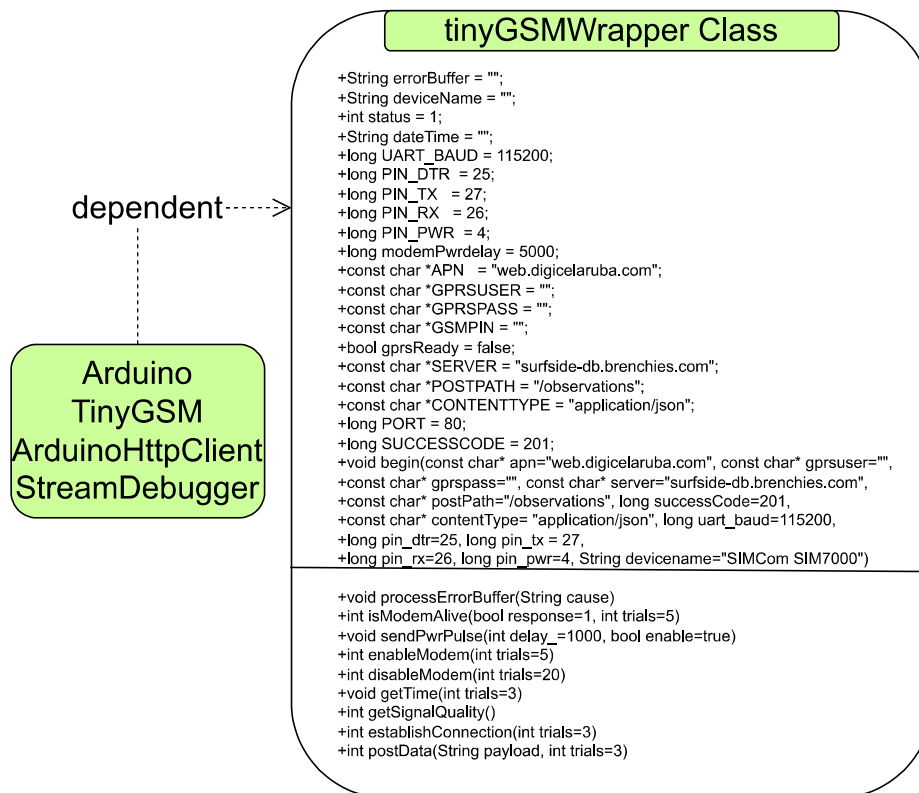 tinyGSMWrapper Class
+String errorBuffer = "";
+String deviceName = "";
+int status = 1;
+String dateTime = "";
+long UART_BAUD = 115200;
+long PIN_DTR = 25;
+long PIN_TX = 27;
+long PIN_RX = 26;
+long PIN_PWR = 4;
+long modemPwrdelay = 5000;
+const char *APN = "web.digicelaruba.com";
+const char *GPRSUSER = "";
+const char *GPRSPASS = "";
+const char *GSMPIN = "";
+bool gprsReady = false;
+const char *SERVER = "surfside-db.brenchies.com";
+const char *POSTPATH = "/observations";
+const char *CONTENTTYPE = "application/json";
+long PORT = 80;
+long SUCCESSCODE = 201;
+void begin(const char* apn="web.digicelaruba.com", const char* gprsuser="",
+const char* gprspass="", const char* server="surfside-db.brenchies.com",
+const char* postPath="/observations", long successCode=201,
+const char* contentType= "application/json", long uart_baud=115200,
+long pin_dtr=25, long pin_tx = 27,
+long pin_rx=26, long pin_pwr=4, String devicename="SIMCom SIM7000")
+void processErrorBuffer(String cause)
+int isModemAlive(bool response=1, int trials=5)
+void sendPwrPulse(int delay_=1000, bool enable=true)
+int enableModem(int trials=5)
+int disableModem(int trials=20)
+void getTime(int trials=3)
+int getSignalQuality()
+int establishConnection(int trials=3)
+int postData(String payload, int trials=3)
dependent
Arduino
TinyGSM
ArduinoHttpClient
StreamDebugger